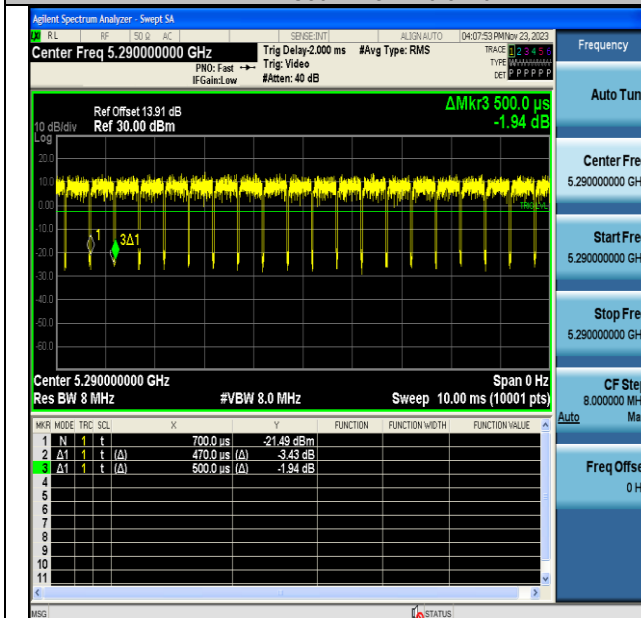 Agilent Spectrum Analyzer - Swept SA
RL RF 50 Ω AC SENSE:INT ALIGNAUTO 04:07:53 PM Nov 23, 2023
Center Freq 5.290000000 GHz
PNO: Fast
IFGain:Low
Trig Delay-2.000 ms
Trig: Video
#Atten: 40 dB
#Avg Type: RMS
TRACE 1 2 3 4 5 6
TYPE
DET P P P P P P
Frequency
Ref Offset 13.91 dB
10 dB/div Ref 30.00 dBm
Log
ΔMkr3 500.0 µs
-1.94 dB
20.0
10.0
0.00
-10.0
-20.0
-30.0
-40.0
-50.0
-60.0
TRIG LVL
1
3Δ1
Center 5.290000000 GHz Span 0 Hz
Res BW 8 MHz #VBW 8.0 MHz Sweep 10.00 ms (10001 pts)
MKR MODE TRC SCL X Y FUNCTION FUNCTION WIDTH FUNCTION VALUE
1 N 1 t 700.0 µs -21.49 dBm
2 Δ1 1 t (Δ) 470.0 µs (Δ) -3.43 dB
3 Δ1 1 t (Δ) 500.0 µs (Δ) -1.94 dB
4
5
6
7
8
9
10
11
MSG STATUS
Auto Tun
Center Fre
5.290000000 GH
Start Fre
5.290000000 GH
Stop Fre
5.290000000 GH
CF Ste
8.000000 MH
Auto Ma
Freq Offse
0 H